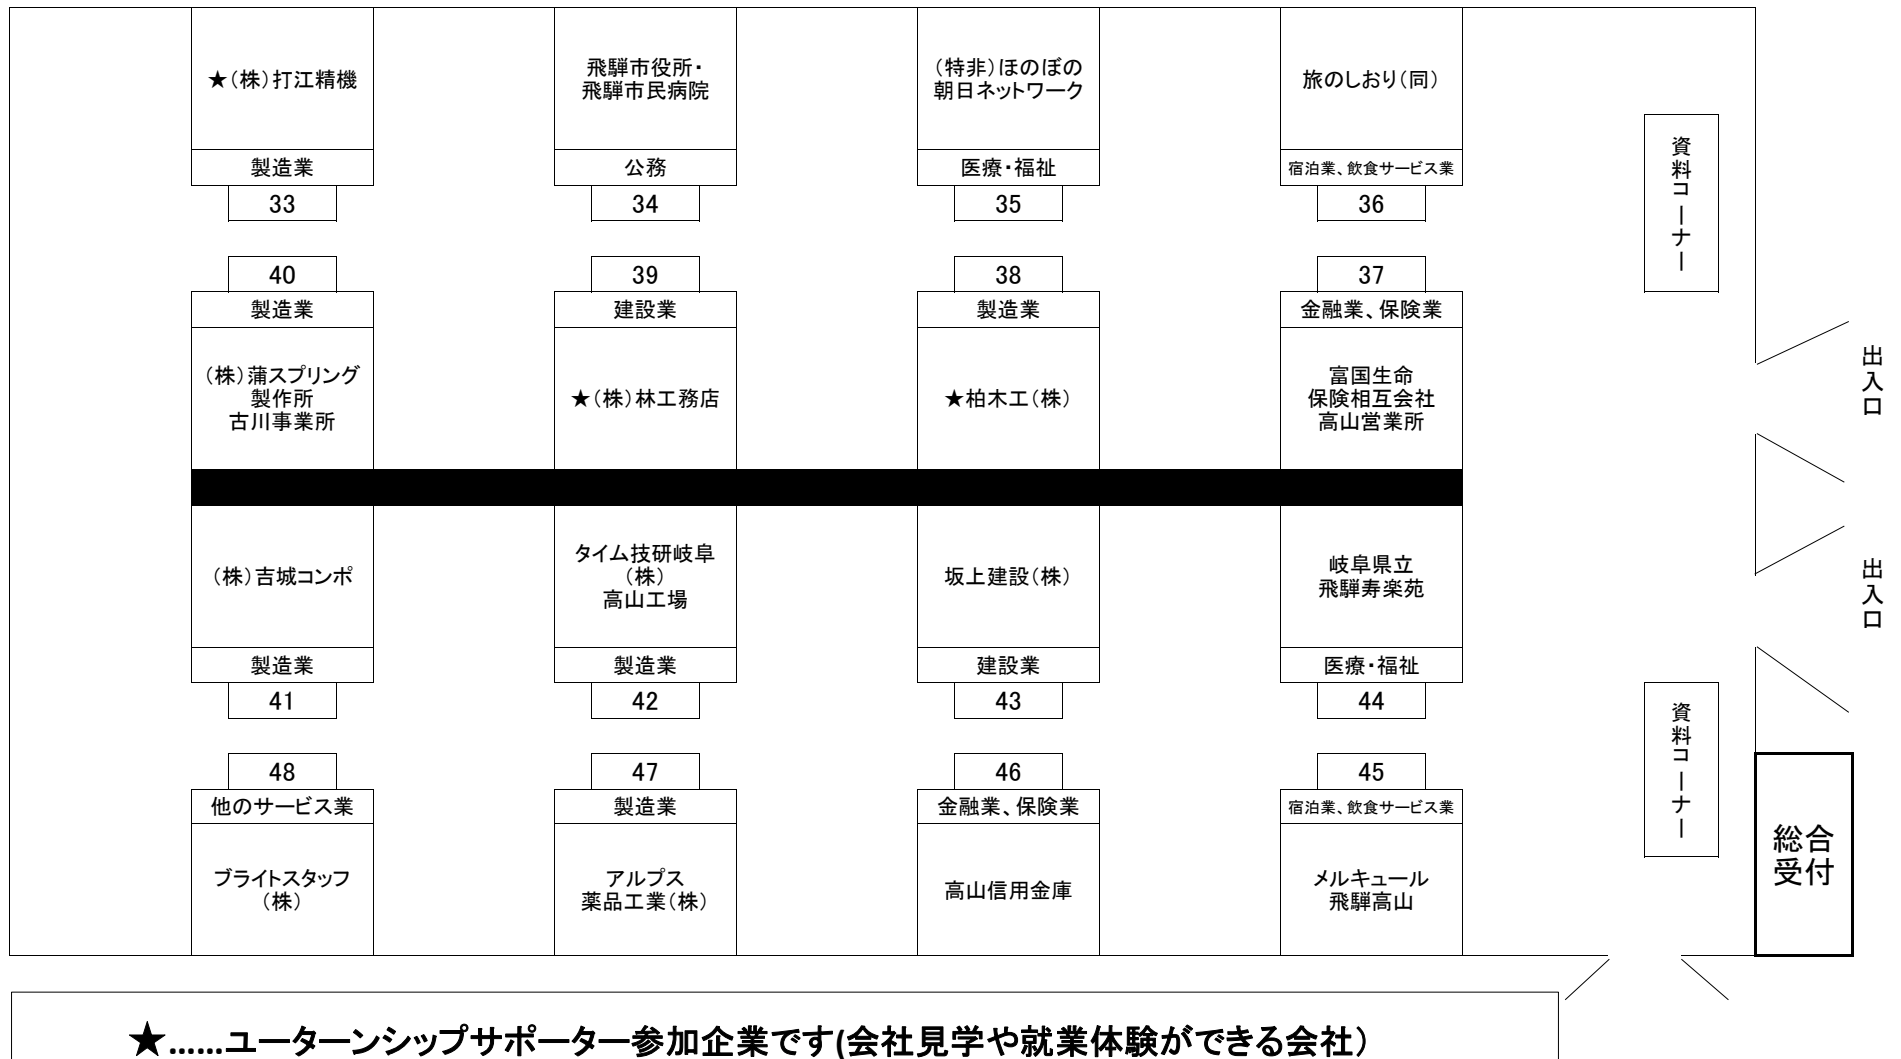 ★（株）打江精機
製造業
33
飛騨市役所・
飛騨市民病院
公務
34
（特非）ほのぼの
朝日ネットワーク
医療・福祉
35
旅のしおり（同）
宿泊業、飲食サービス業
36
資料コーナー
40
製造業
（株）蒲スプリング
製作所
古川事業所
39
建設業
★（株）林工務店
38
製造業
★柏木工（株）
37
金融業、保険業
富国生命
保険相互会社
高山営業所
出入口
（株）吉城コンポ
製造業
41
タイム技研岐阜
（株）
高山工場
製造業
42
坂上建設（株）
建設業
43
岐阜県立
飛騨寿楽苑
医療・福祉
44
出入口
48
他のサービス業
ブライトスタッフ
（株）
47
製造業
アルプス
薬品工業（株）
46
金融業、保険業
高山信用金庫
45
宿泊業、飲食サービス業
メルキュール
飛騨高山
資料コーナー
総合
受付
★……ユーターンシップサポーター参加企業です(会社見学や就業体験ができる会社）